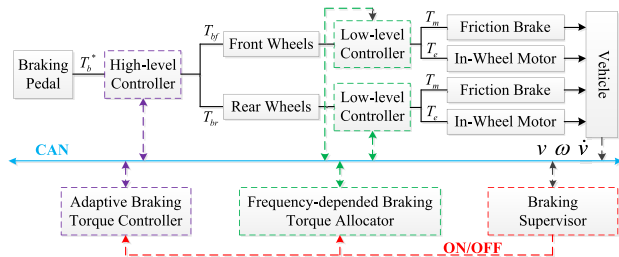 Braking
Pedal
T_b^*
High-level
Controller
T_bf
Front Wheels
Low-level
Controller
T_m
Friction Brake
T_e
In-Wheel Motor
T_br
Rear Wheels
Low-level
Controller
T_m
Friction Brake
T_e
In-Wheel Motor
Vehicle
CAN
v ω v̇
Adaptive Braking
Torque Controller
Frequency-depended Braking
Torque Allocator
Braking
Supervisor
ON/OFF